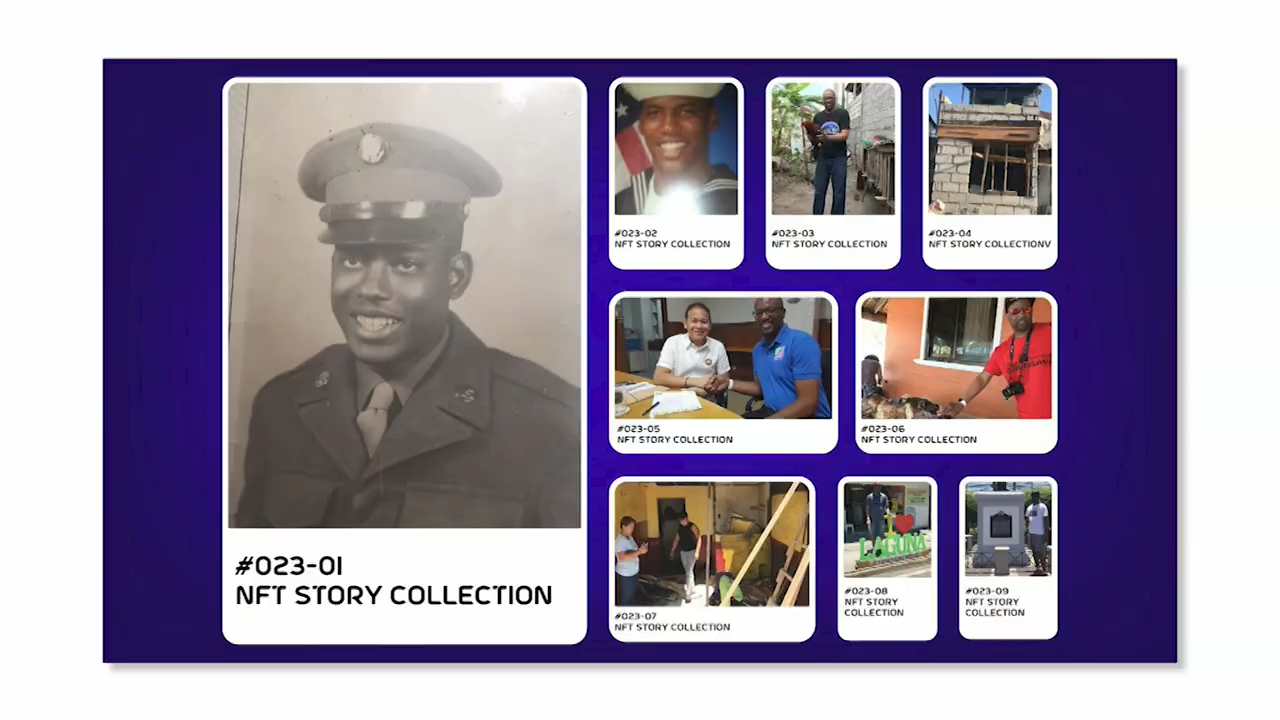 #023-01
NFT STORY COLLECTION
#023-02
NFT STORY COLLECTION
#023-03
NFT STORY COLLECTION
#023-04
NFT STORY COLLECTIONV
#023-05
NFT STORY COLLECTION
#023-06
NFT STORY COLLECTION
#023-07
NFT STORY COLLECTION
I
LAGUNA
#023-08
NFT STORY
COLLECTION
#023-09
NFT STORY
COLLECTION